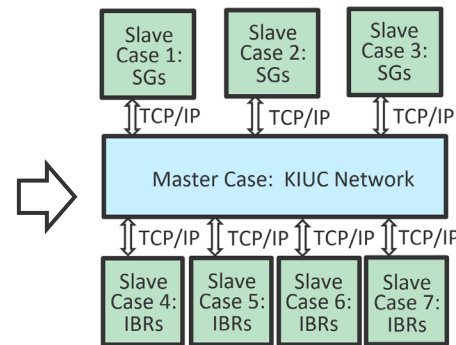 Slave
Case 1:
SGs
Slave
Case 2:
SGs
Slave
Case 3:
SGs
TCP/IP
TCP/IP
TCP/IP
Master Case: KIUC Network
TCP/IP
TCP/IP
TCP/IP
TCP/IP
Slave
Case 4:
IBRs
Slave
Case 5:
IBRs
Slave
Case 6:
IBRs
Slave
Case 7:
IBRs